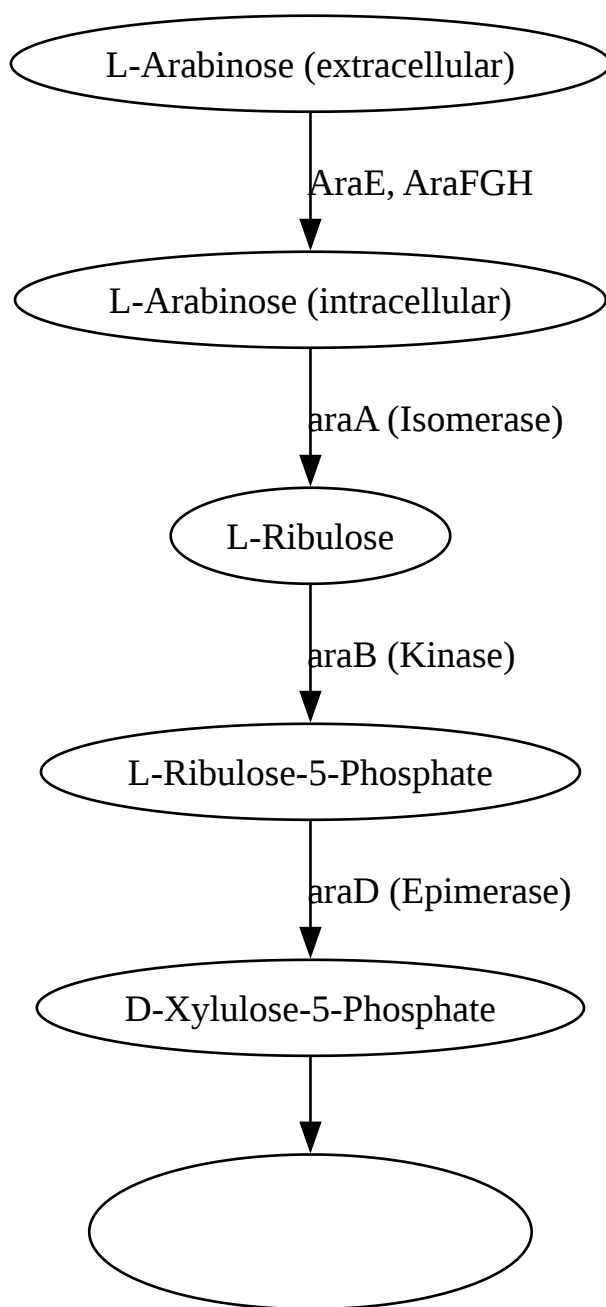 L-Arabinose (extracellular)
AraE, AraFGH
L-Arabinose (intracellular)
araA (Isomerase)
L-Ribulose
araB (Kinase)
L-Ribulose-5-Phosphate
araD (Epimerase)
D-Xylulose-5-Phosphate